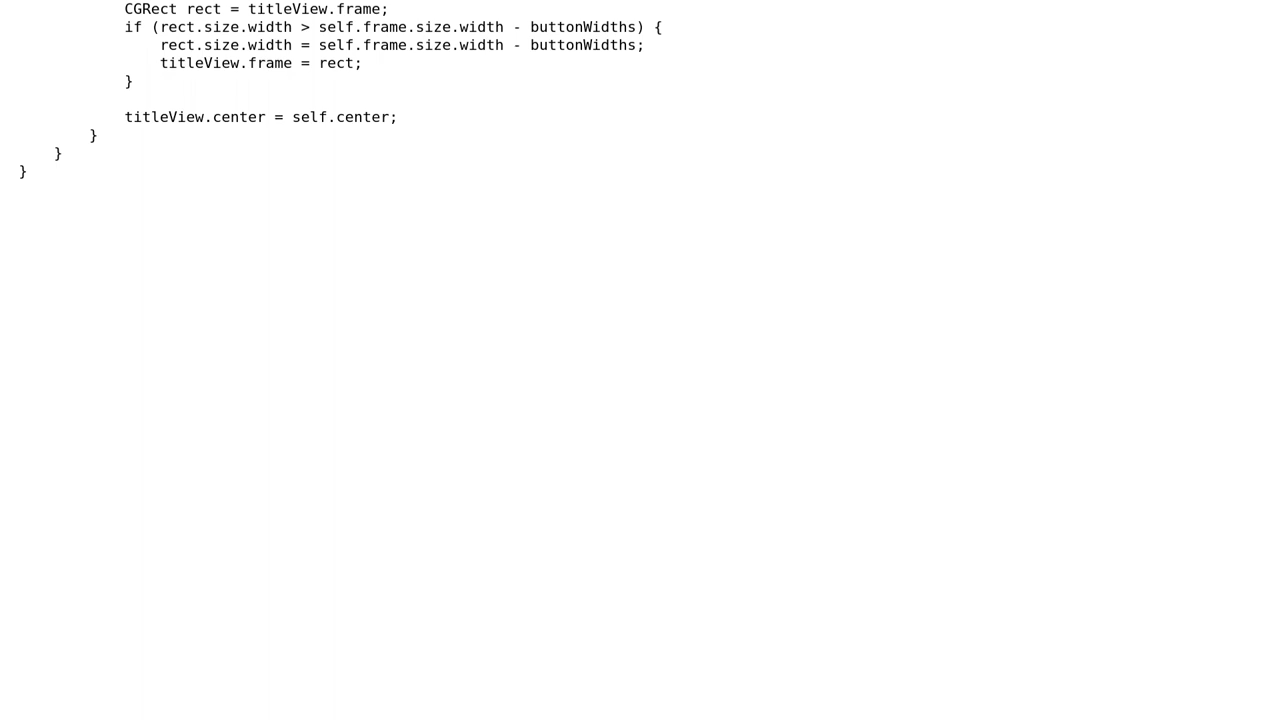 CGRect rect = titleView.frame;
            if (rect.size.width > self.frame.size.width - buttonWidths) {
                rect.size.width = self.frame.size.width - buttonWidths;
                titleView.frame = rect;
            }

            titleView.center = self.center;
        }
    }
}